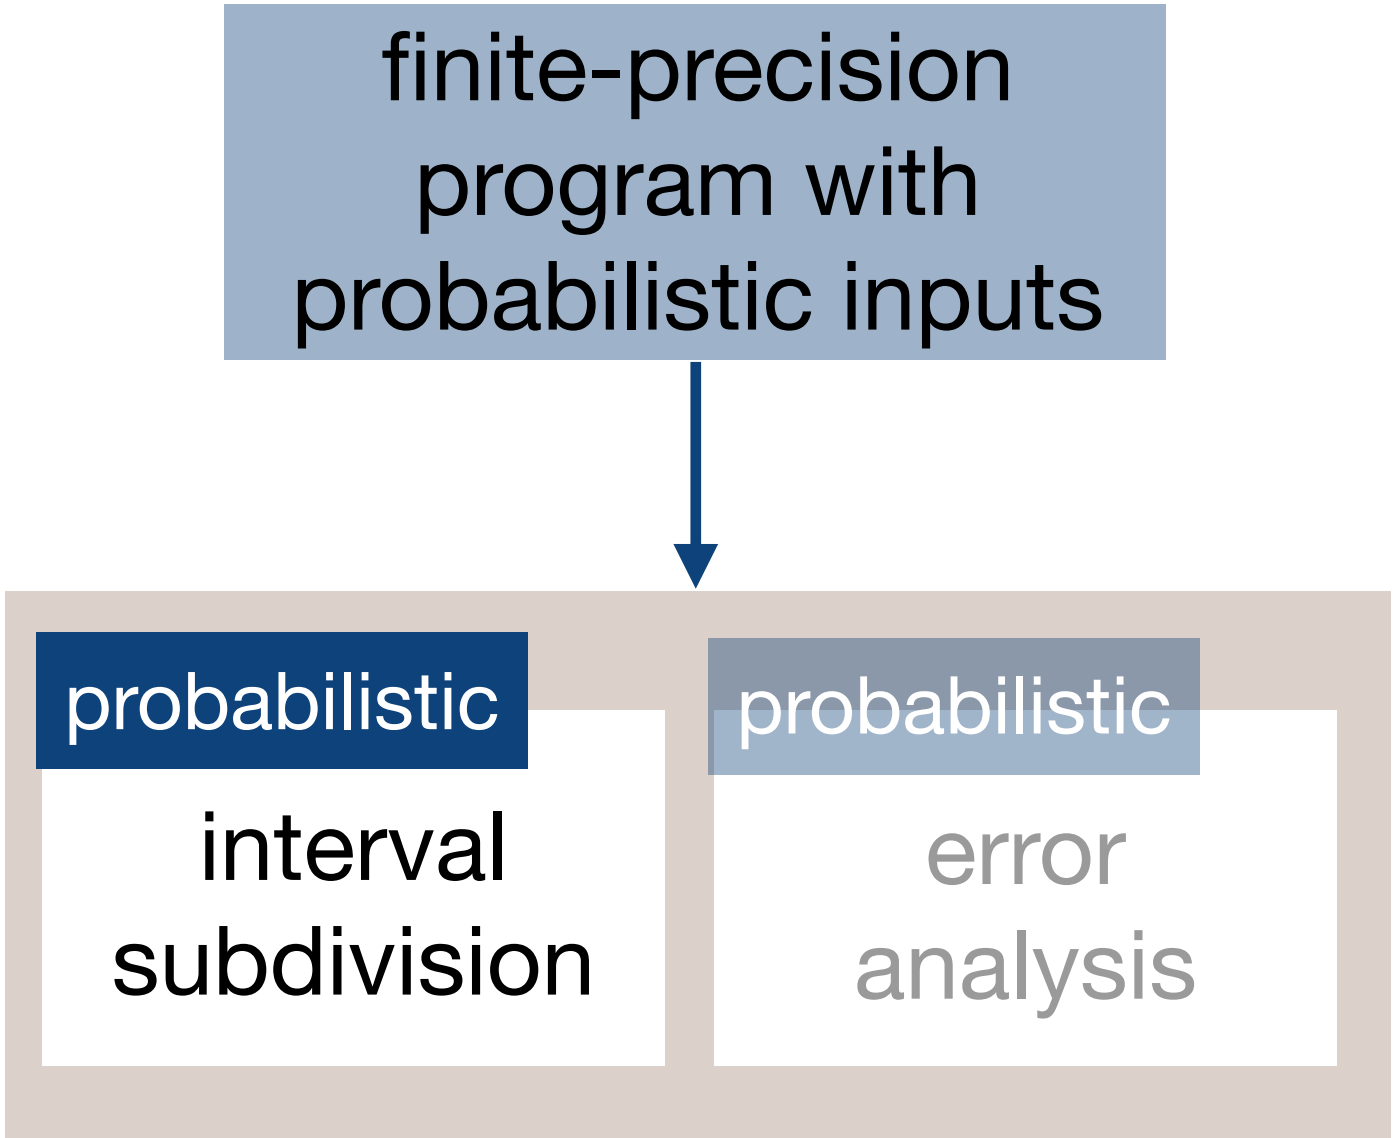 finite-precision
program with
probabilistic inputs
probabilistic
interval
subdivision
probabilistic
error
analysis